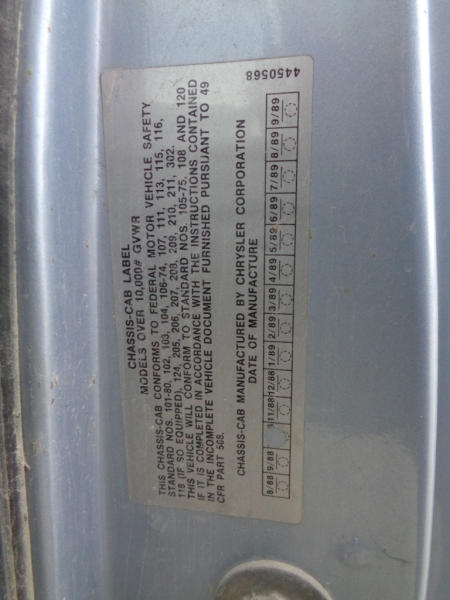 CHASSIS-CAB LABEL
MODELS OVER 10,000# GVWR
THIS CHASSIS-CAB CONFORMS TO FEDERAL MOTOR VEHICLE SAFETY
STANDARD NOS. 101-80, 102, 103, 104, 106-74, 107, 111, 113, 115, 116,
118 (IF SO EQUIPPED), 124, 205, 206, 207, 208, 209, 210, 211, 302.
THIS VEHICLE WILL CONFORM TO STANDARD NOS. 105-75, 108 AND 120
IF IT IS COMPLETED IN ACCORDANCE WITH THE INSTRUCTIONS CONTAINED
IN THE INCOMPLETE VEHICLE DOCUMENT FURNISHED PURSUANT TO 49
CFR PART 568.
CHASSIS-CAB MANUFACTURED BY CHRYSLER CORPORATION
DATE OF MANUFACTURE
8/88 9/88 11/88 12/88 1/89 2/89 3/89 4/89 5/89 6/89 7/89 8/89 9/89
4450568